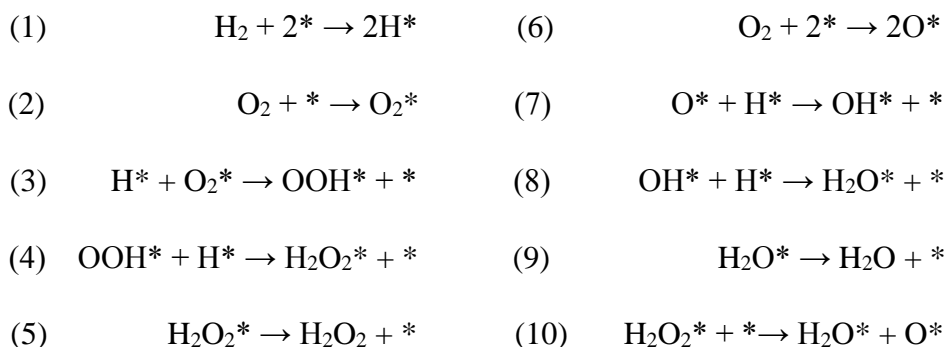 (1) H₂ + 2* → 2H* (6) O₂ + 2* → 2O*
(2) O₂ + * → O₂* (7) O* + H* → OH* + *
(3) H* + O₂* → OOH* + * (8) OH* + H* → H₂O* + *
(4) OOH* + H* → H₂O₂* + * (9) H₂O* → H₂O + *
(5) H₂O₂* → H₂O₂ + * (10) H₂O₂* + *→ H₂O* + O*